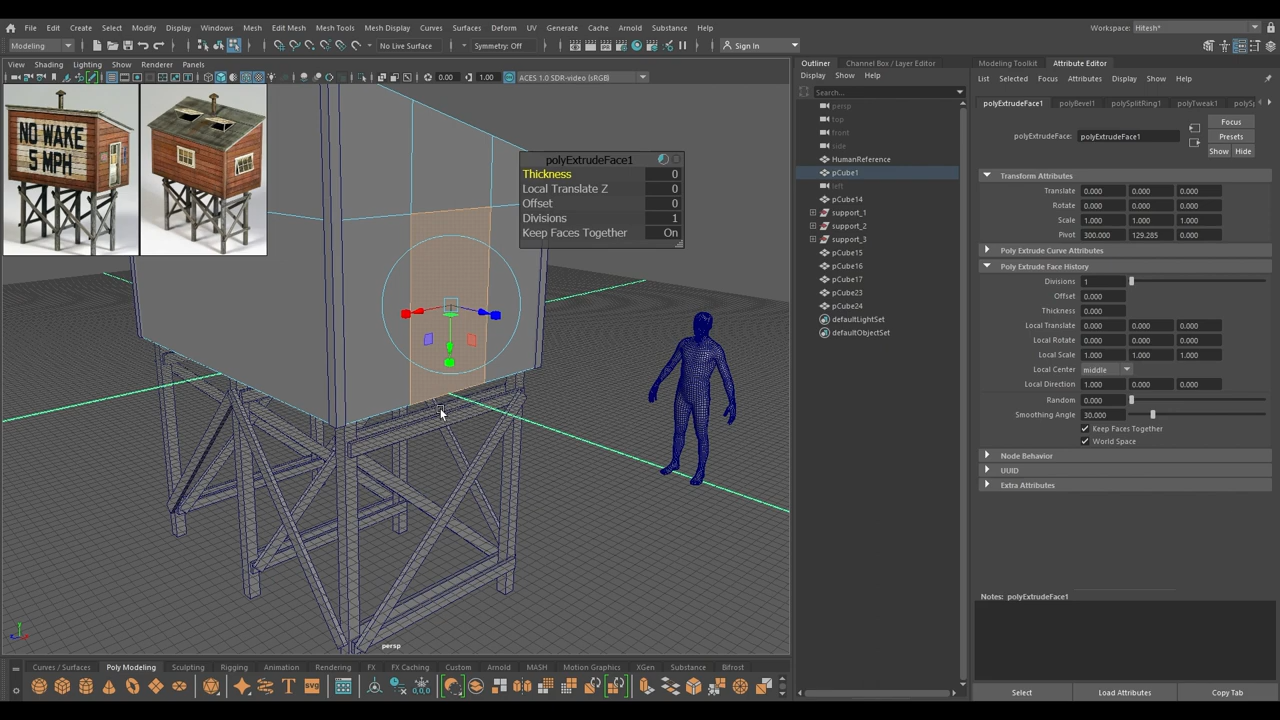 File Edit Create Select Modify Display Windows Mesh Edit Mesh Mesh Tools Mesh Display Curves Surfaces Deform UV Generate Cache Arnold Substance Help
Workspace: Hitesh*
Modeling
No Live Surface
Symmetry: Off
Sign In
View Shading Lighting Show Renderer Panels
0.00
1.00
ACES 1.0 SDR-video (sRGB)
NO WAKE
5 MPH
polyExtrudeFace1
Thickness 0
Local Translate Z 0
Offset 0
Divisions 1
Keep Faces Together On
persp
Outliner
Channel Box / Layer Editor
Display Show Help
Search...
persp
top
front
side
HumanReference
pCube1
left
pCube14
support_1
support_2
support_3
pCube15
pCube16
pCube17
pCube23
pCube24
defaultLightSet
defaultObjectSet
Modeling Toolkit
Attribute Editor
List Selected Focus Attributes Display Show Help
polyExtrudeFace1 polyBevel1 polySplitRing1 polyTweak1 polyS
polyExtrudeFace: polyExtrudeFace1
Focus
Presets
Show Hide
Transform Attributes
Translate 0.000 0.000 0.000
Rotate 0.000 0.000 0.000
Scale 1.000 1.000 1.000
Pivot 300.000 129.285 0.000
Poly Extrude Curve Attributes
Poly Extrude Face History
Divisions 1
Offset 0.000
Thickness 0.000
Local Translate 0.000 0.000 0.000
Local Rotate 0.000 0.000 0.000
Local Scale 1.000 1.000 1.000
Local Center middle
Local Direction 1.000 0.000 0.000
Random 0.000
Smoothing Angle 30.000
Keep Faces Together
World Space
Node Behavior
UUID
Extra Attributes
Notes: polyExtrudeFace1
Select Load Attributes Copy Tab
Curves / Surfaces Poly Modeling Sculpting Rigging Animation Rendering FX FX Caching Custom Arnold MASH Motion Graphics XGen Substance Bifrost